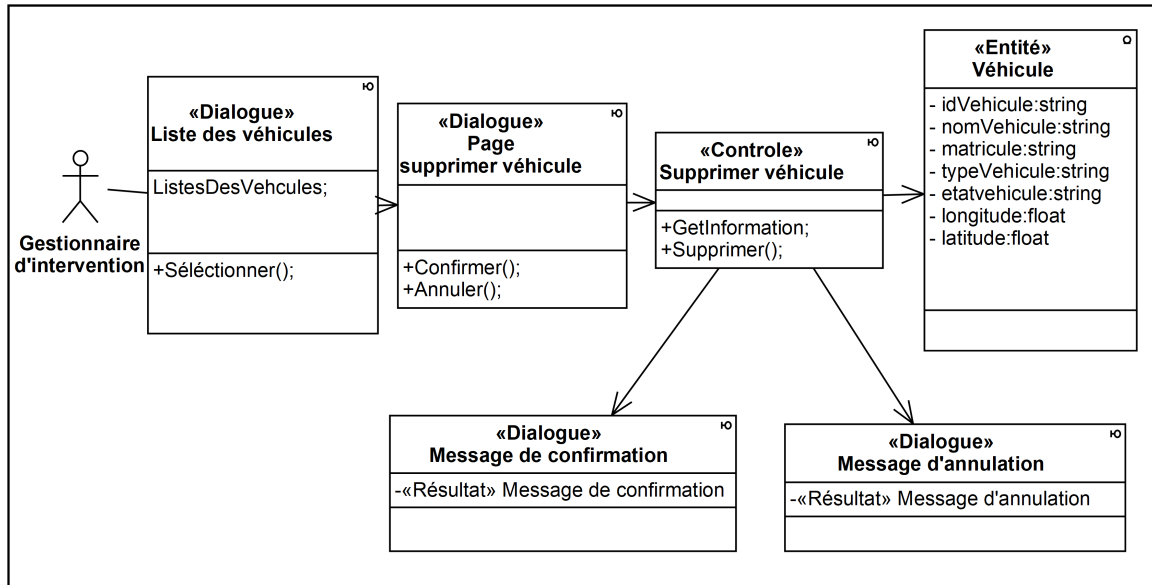 Gestionnaire
d'intervention
«Dialogue»
Liste des véhicules
ListesDesVehcules;
+Séléctionner();
«Dialogue»
Page
supprimer véhicule
+Confirmer();
+Annuler();
«Controle»
Supprimer véhicule
+GetInformation;
+Supprimer();
«Entité»
Véhicule
- idVehicule:string
- nomVehicule:string
- matricule:string
- typeVehicule:string
- etatvehicule:string
- longitude:float
- latitude:float
«Dialogue»
Message de confirmation
-«Résultat» Message de confirmation
«Dialogue»
Message d'annulation
-«Résultat» Message d'annulation